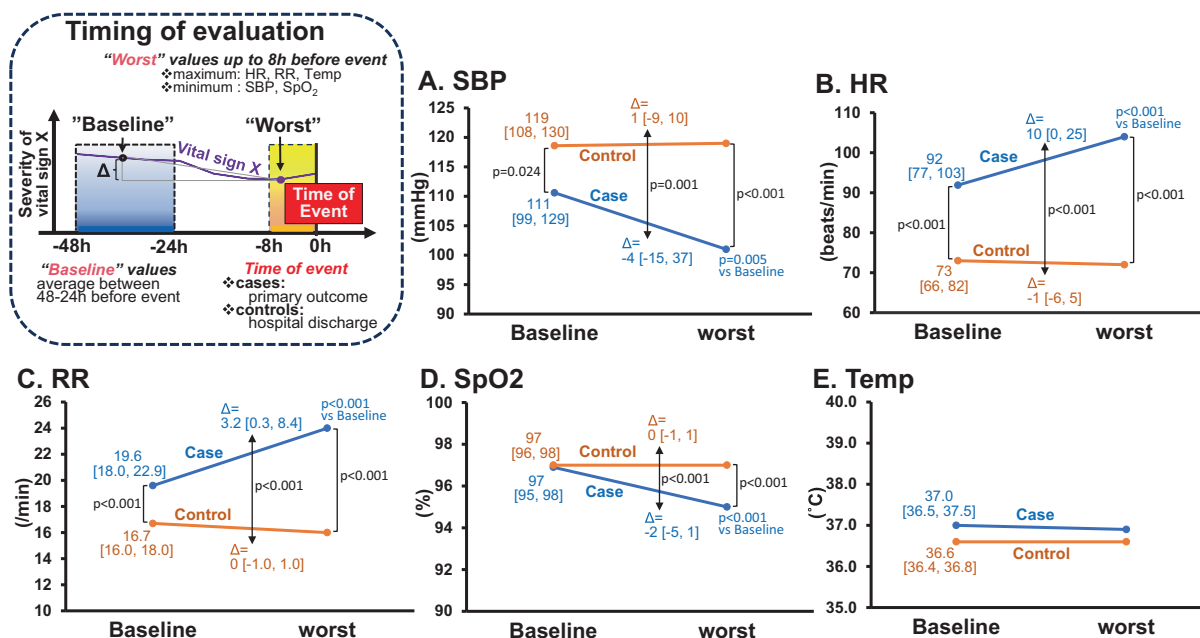 Timing of evaluation
“Worst” values up to 8h before event
❖maximum: HR, RR, Temp
❖minimum : SBP, SpO₂
”Baseline”
“Worst”
Vital sign X
Δ
Severity of
vital sign X
Time of
Event
-48h
-24h
-8h
0h
“Baseline” values
average between
48-24h before event
Time of event
❖cases:
primary outcome
❖controls:
hospital discharge
A. SBP
(mmHg)
130
125
120
115
110
105
100
95
90
119
[108, 130]
Δ=
1 [-9, 10]
Control
p=0.024
Case
p=0.001
p<0.001
111
[99, 129]
Δ=
-4 [-15, 37]
p=0.005
vs Baseline
Baseline
worst
B. HR
(beats/min)
110
100
90
80
70
60
Δ=
10 [0, 25]
p<0.001
vs Baseline
92
[77, 103]
Case
p<0.001
p<0.001
p<0.001
Control
73
[66, 82]
Δ=
-1 [-6, 5]
Baseline
worst
C. RR
(/min)
26
24
22
20
18
16
14
12
10
Δ=
3.2 [0.3, 8.4]
p<0.001
vs Baseline
19.6
[18.0, 22.9]
Case
p<0.001
p<0.001
p<0.001
Control
16.7
[16.0, 18.0]
Δ=
0 [-1.0, 1.0]
Baseline
worst
D. SpO2
(%)
100
98
96
94
92
90
97
[96, 98]
Δ=
0 [-1, 1]
Control
p<0.001
p<0.001
97
[95, 98]
Case
Δ=
-2 [-5, 1]
p<0.001
vs Baseline
Baseline
worst
E. Temp
(˚C)
40.0
39.0
38.0
37.0
36.0
35.0
37.0
[36.5, 37.5]
Case
Control
36.6
[36.4, 36.8]
Baseline
worst